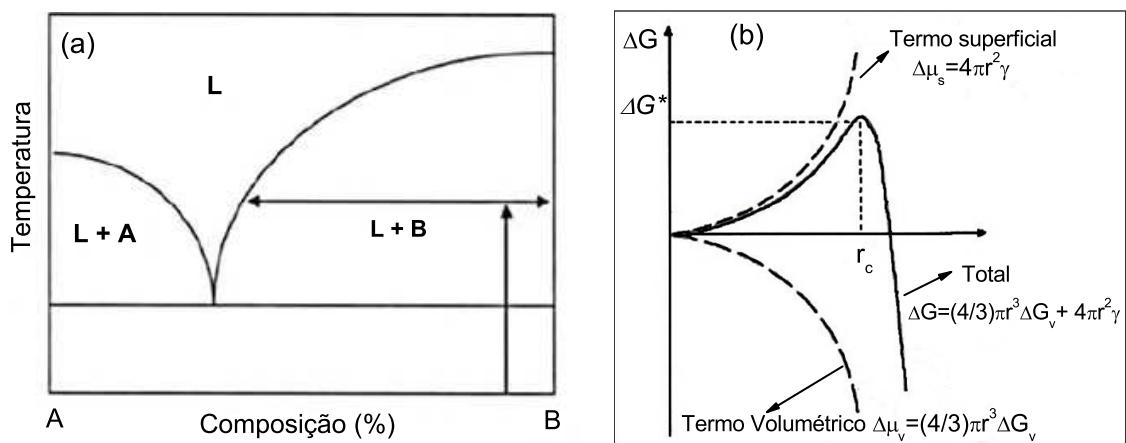 (a)
L
L + A
L + B
Temperatura
A
Composição (%)
B
(b)
ΔG
Termo superficial
Δμₛ=4πr²γ
ΔG*
r꜀
Total
ΔG=(4/3)πr³ΔGᵥ+ 4πr²γ
Termo Volumétrico Δμᵥ=(4/3)πr³ΔGᵥ